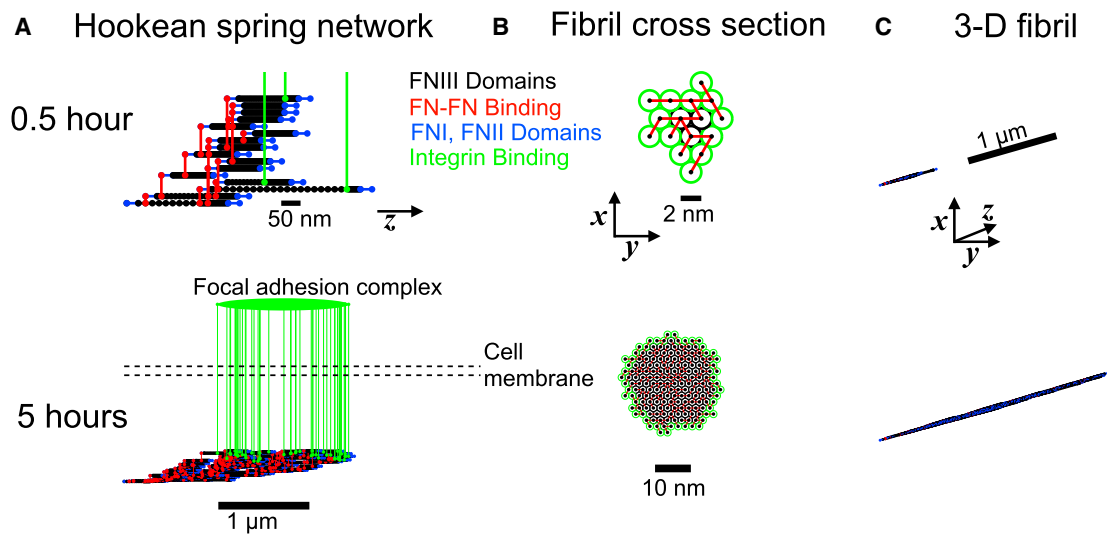 A Hookean spring network
B Fibril cross section
C 3-D fibril
0.5 hour
FNIII Domains
FN-FN Binding
FNI, FNII Domains
Integrin Binding
50 nm
z
x
y
2 nm
1 μm
x
z
y
Focal adhesion complex
Cell
membrane
5 hours
1 μm
10 nm